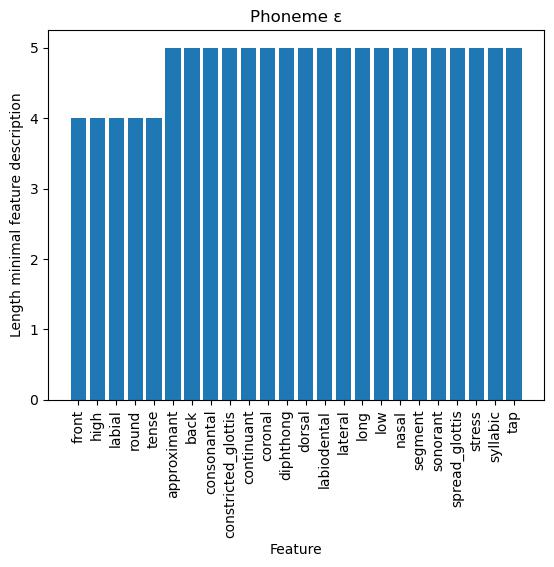 Phoneme ε
Length minimal feature description
5
4
3
2
1
0
front
high
labial
round
tense
approximant
back
consonantal
constricted_glottis
continuant
coronal
diphthong
dorsal
labiodental
lateral
long
low
nasal
segment
sonorant
spread_glottis
stress
syllabic
tap
Feature